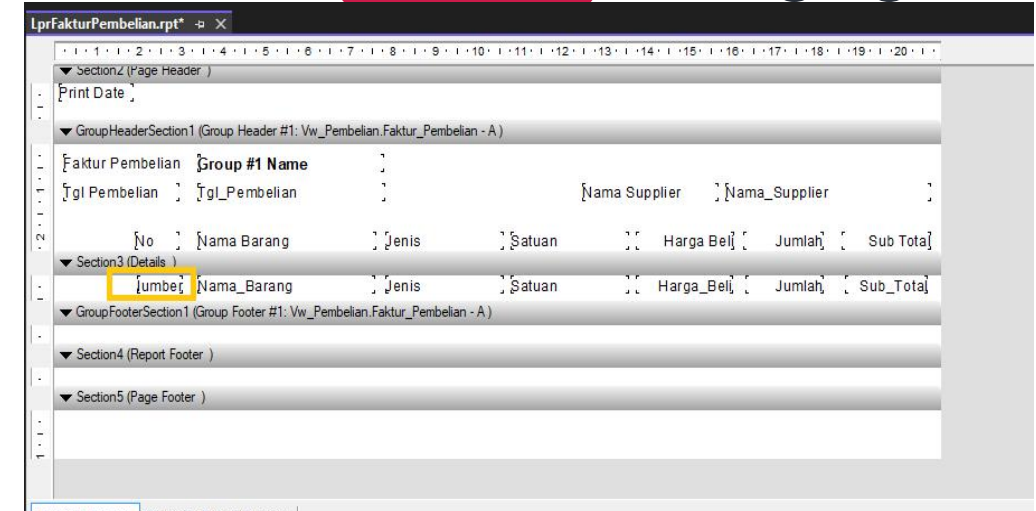 LprFakturPembelian.rpt*
1 2 3 4 5 6 7 8 9 10 11 12 13 14 15 16 17 18 19 20
Section2 (Page Header )
Print Date
GroupHeaderSection1 (Group Header #1: Vw_Pembelian.Faktur_Pembelian - A )
Faktur Pembelian Group #1 Name
Tgl Pembelian Tgl_Pembelian Nama Supplier Nama_Supplier
No Nama Barang Jenis Satuan Harga Beli Jumlah Sub Total
Section3 (Details )
umber Nama_Barang Jenis Satuan Harga_Beli Jumlah Sub_Total
GroupFooterSection1 (Group Footer #1: Vw_Pembelian.Faktur_Pembelian - A )
Section4 (Report Footer )
Section5 (Page Footer )